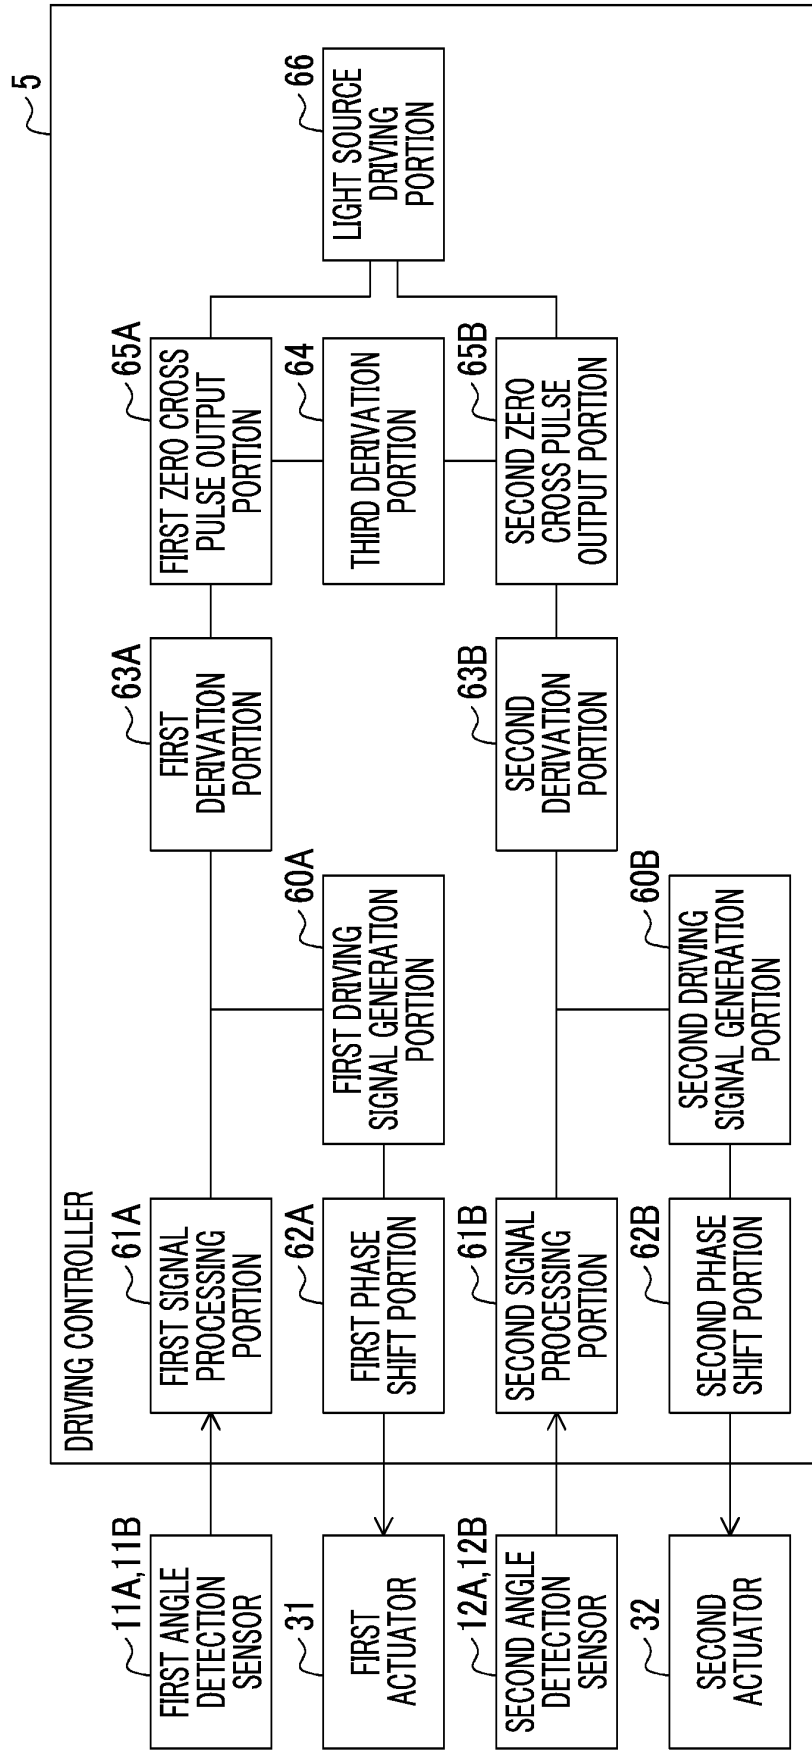 5
DRIVING CONTROLLER
11A,11B
FIRST ANGLE
DETECTION
SENSOR
61A
FIRST SIGNAL
PROCESSING
PORTION
63A
FIRST
DERIVATION
PORTION
65A
FIRST ZERO CROSS
PULSE OUTPUT
PORTION
31
FIRST
ACTUATOR
62A
FIRST PHASE
SHIFT PORTION
60A
FIRST DRIVING
SIGNAL GENERATION
PORTION
64
THIRD DERIVATION
PORTION
66
LIGHT SOURCE
DRIVING
PORTION
12A,12B
SECOND ANGLE
DETECTION
SENSOR
61B
SECOND SIGNAL
PROCESSING
PORTION
63B
SECOND
DERIVATION
PORTION
65B
SECOND ZERO
CROSS PULSE
OUTPUT PORTION
32
SECOND
ACTUATOR
62B
SECOND PHASE
SHIFT PORTION
60B
SECOND DRIVING
SIGNAL GENERATION
PORTION